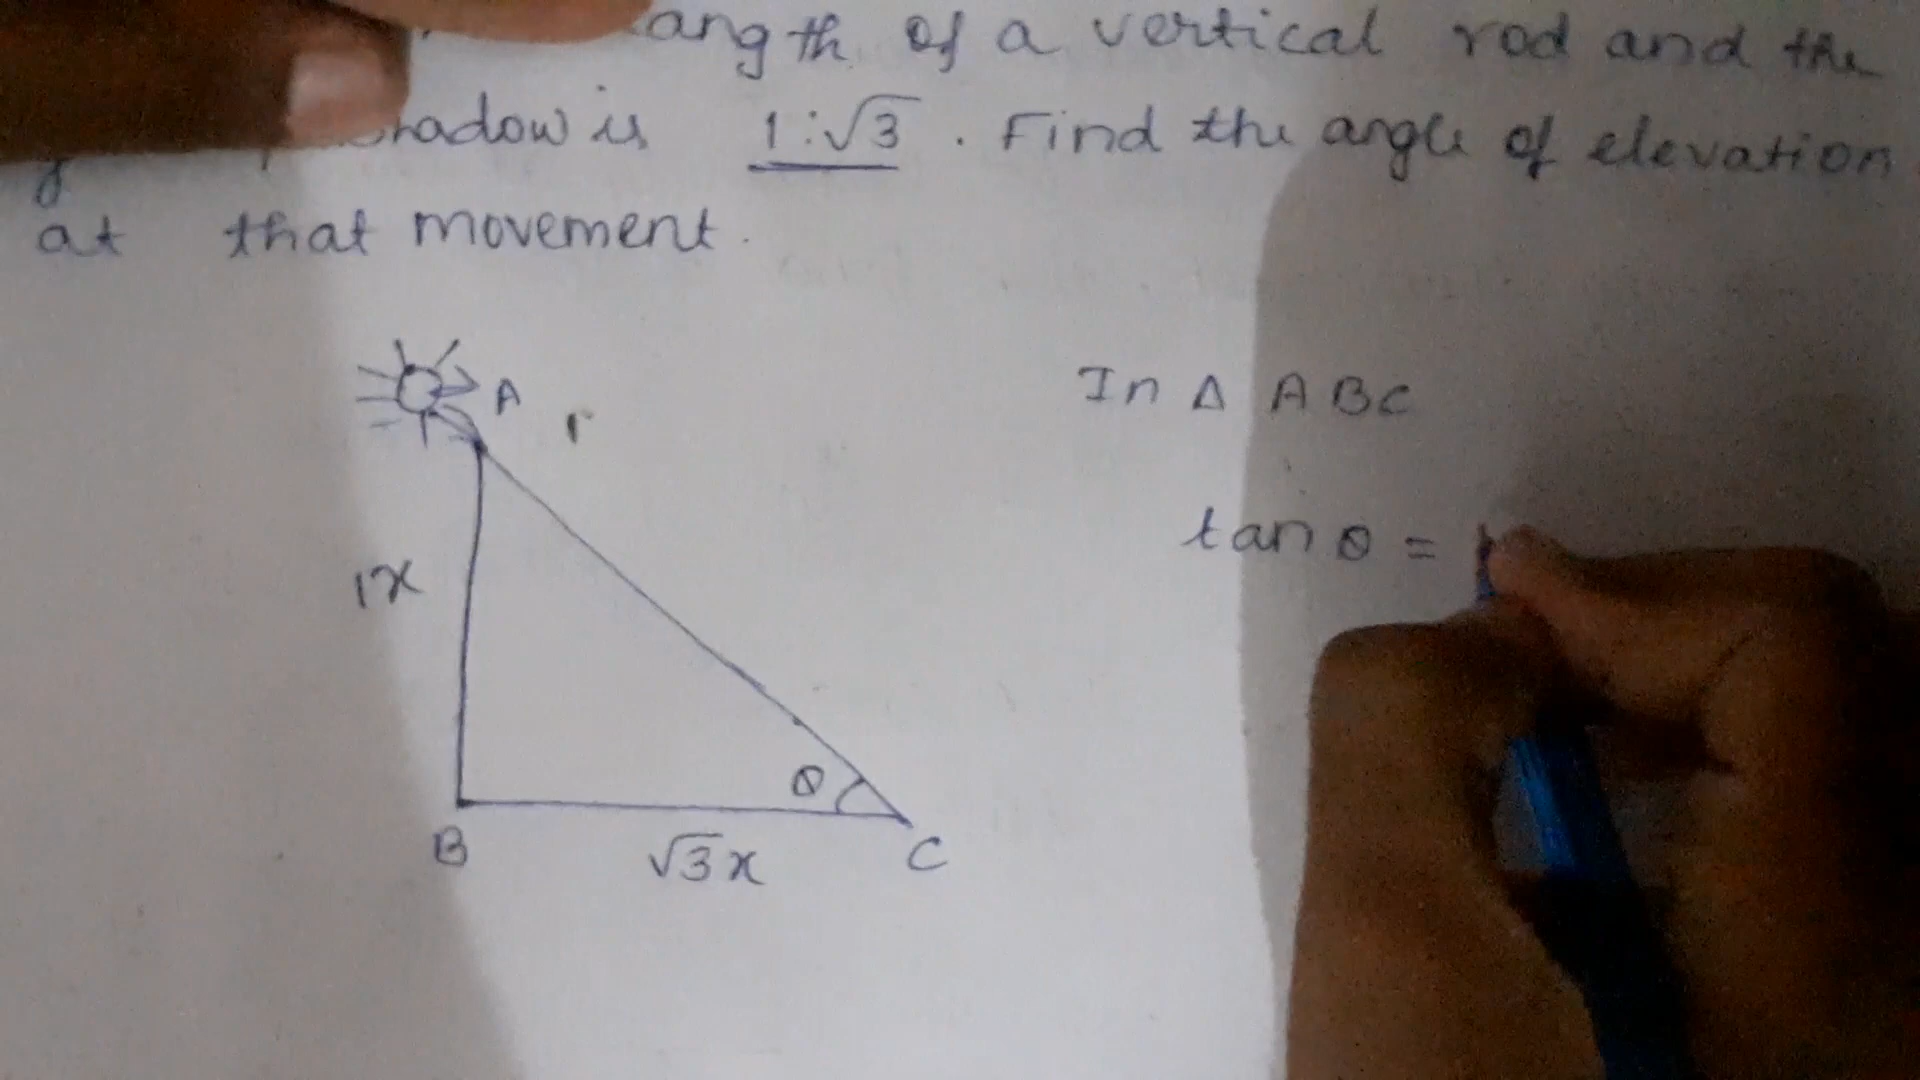 angth of a vertical rod and the
hadow is 1:√3 . Find the angle of elevation
at that movement.
A
In Δ ABC
tan θ =
1x
θ
B
√3x
C